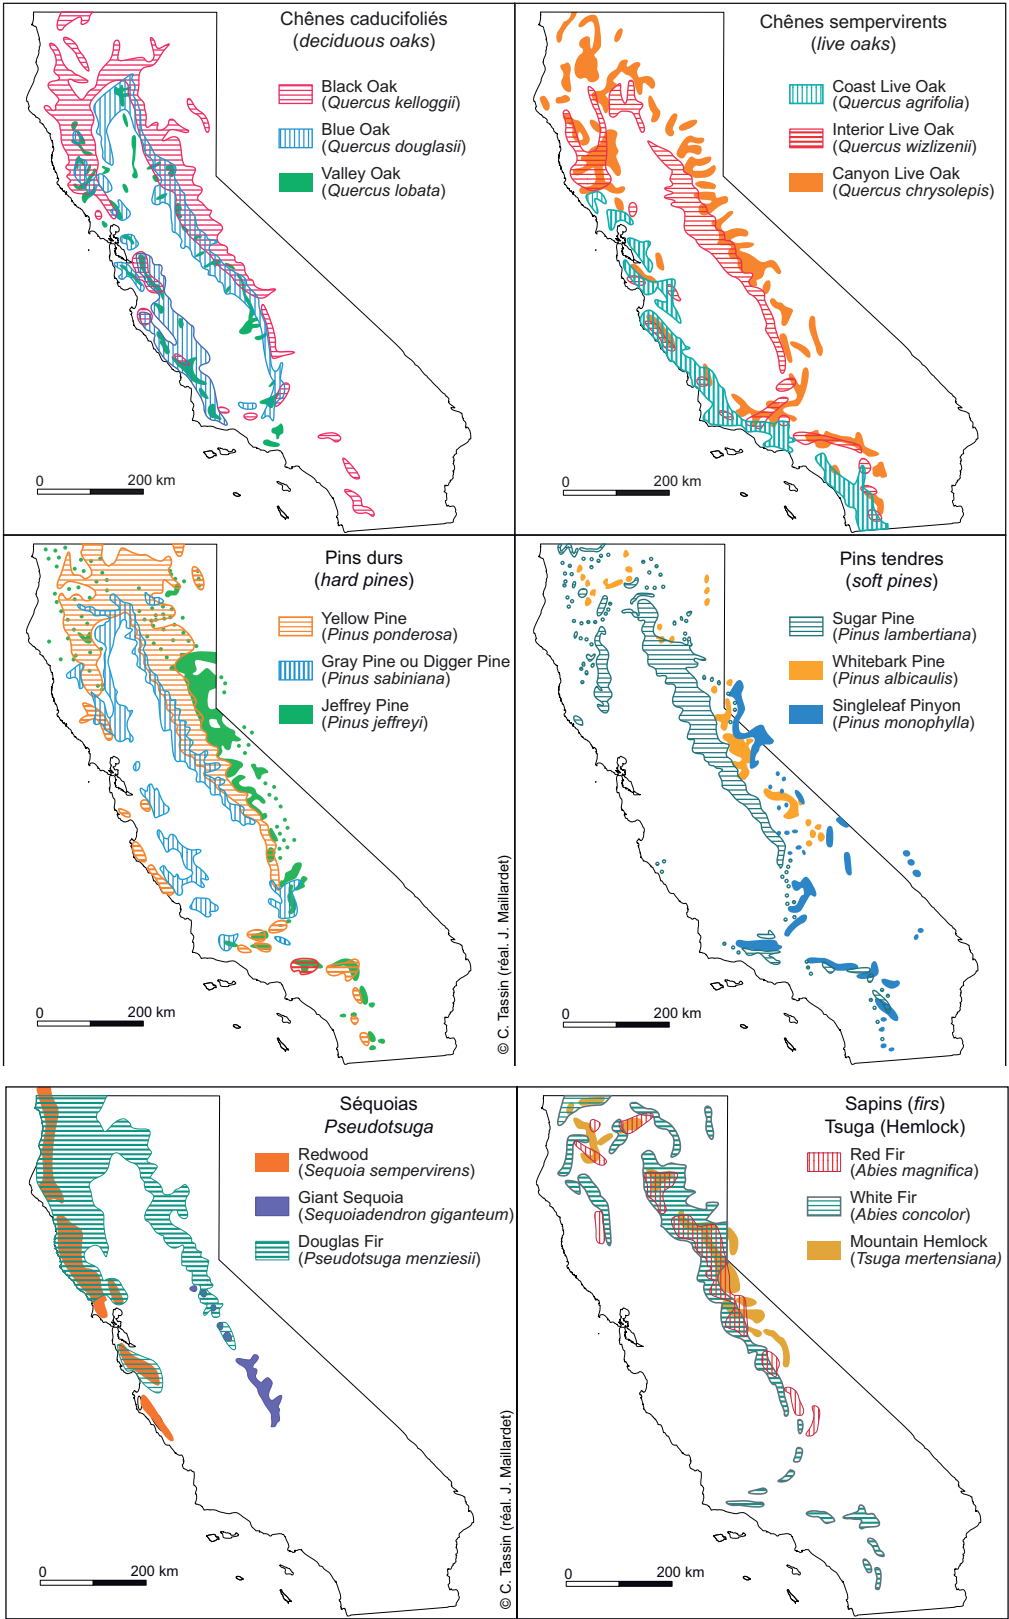 Chênes caducifoliés
(deciduous oaks)
Black Oak
(Quercus kelloggii)
Blue Oak
(Quercus douglasii)
Valley Oak
(Quercus lobata)
0 200 km
Chênes sempervirents
(live oaks)
Coast Live Oak
(Quercus agrifolia)
Interior Live Oak
(Quercus wizlizenii)
Canyon Live Oak
(Quercus chrysolepis)
0 200 km
Pins durs
(hard pines)
Yellow Pine
(Pinus ponderosa)
Gray Pine ou Digger Pine
(Pinus sabiniana)
Jeffrey Pine
(Pinus jeffreyi)
0 200 km
© C. Tassin (réal. J. Maillardet)
Pins tendres
(soft pines)
Sugar Pine
(Pinus lambertiana)
Whitebark Pine
(Pinus albicaulis)
Singleleaf Pinyon
(Pinus monophylla)
0 200 km
Séquoias
Pseudotsuga
Redwood
(Sequoia sempervirens)
Giant Sequoia
(Sequoiadendron giganteum)
Douglas Fir
(Pseudotsuga menziesii)
0 200 km
© C. Tassin (réal. J. Maillardet)
Sapins (firs)
Tsuga (Hemlock)
Red Fir
(Abies magnifica)
White Fir
(Abies concolor)
Mountain Hemlock
(Tsuga mertensiana)
0 200 km